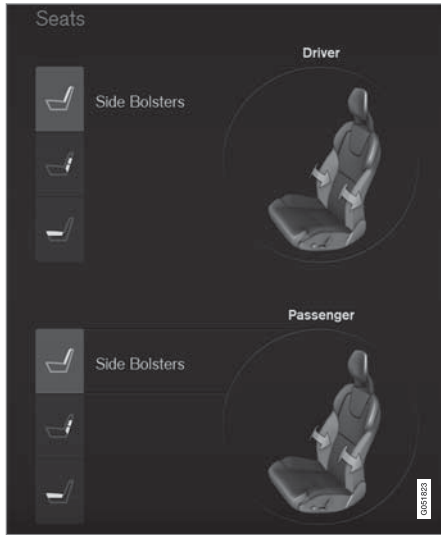 Seats
Driver
Side Bolsters
Passenger
Side Bolsters
G051823